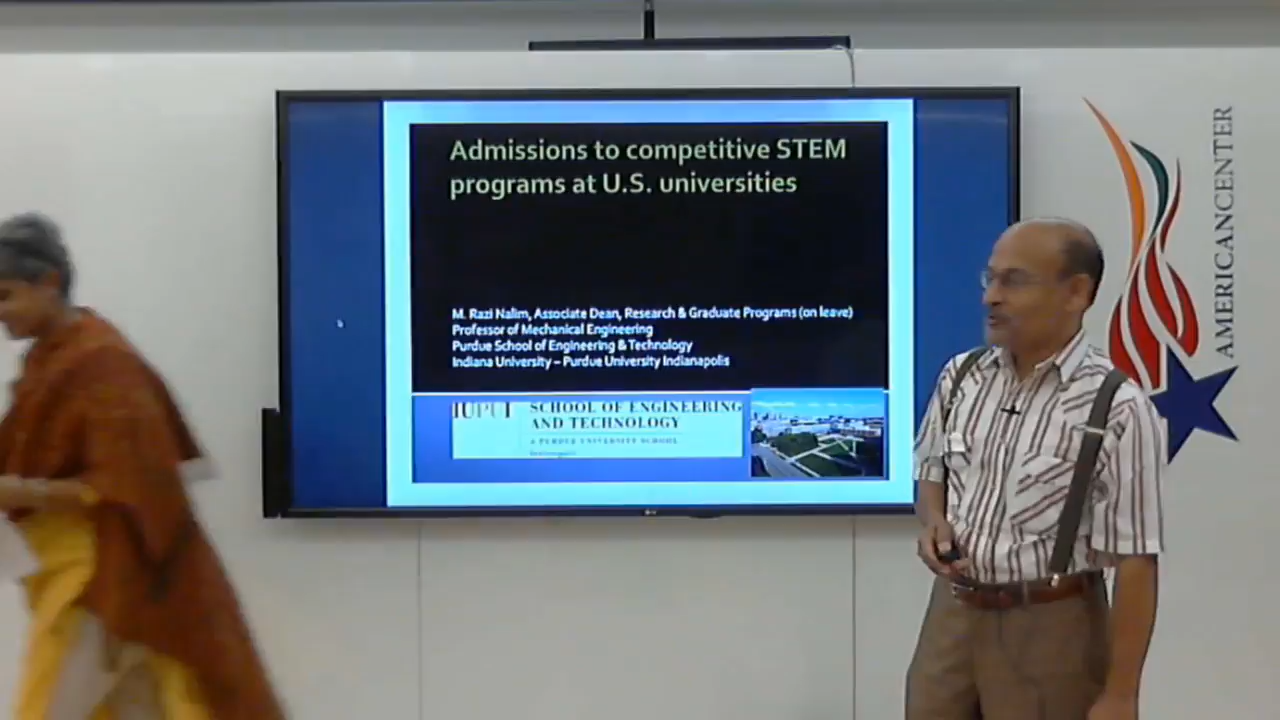 Admissions to competitive STEM
programs at U.S. universities
M. Razi Nalim, Associate Dean, Research & Graduate Programs (on leave)
Professor of Mechanical Engineering
Purdue School of Engineering & Technology
Indiana University – Purdue University Indianapolis
IUPUI
SCHOOL OF ENGINEERING
AND TECHNOLOGY
A PURDUE UNIVERSITY SCHOOL
AMERICANCENTER